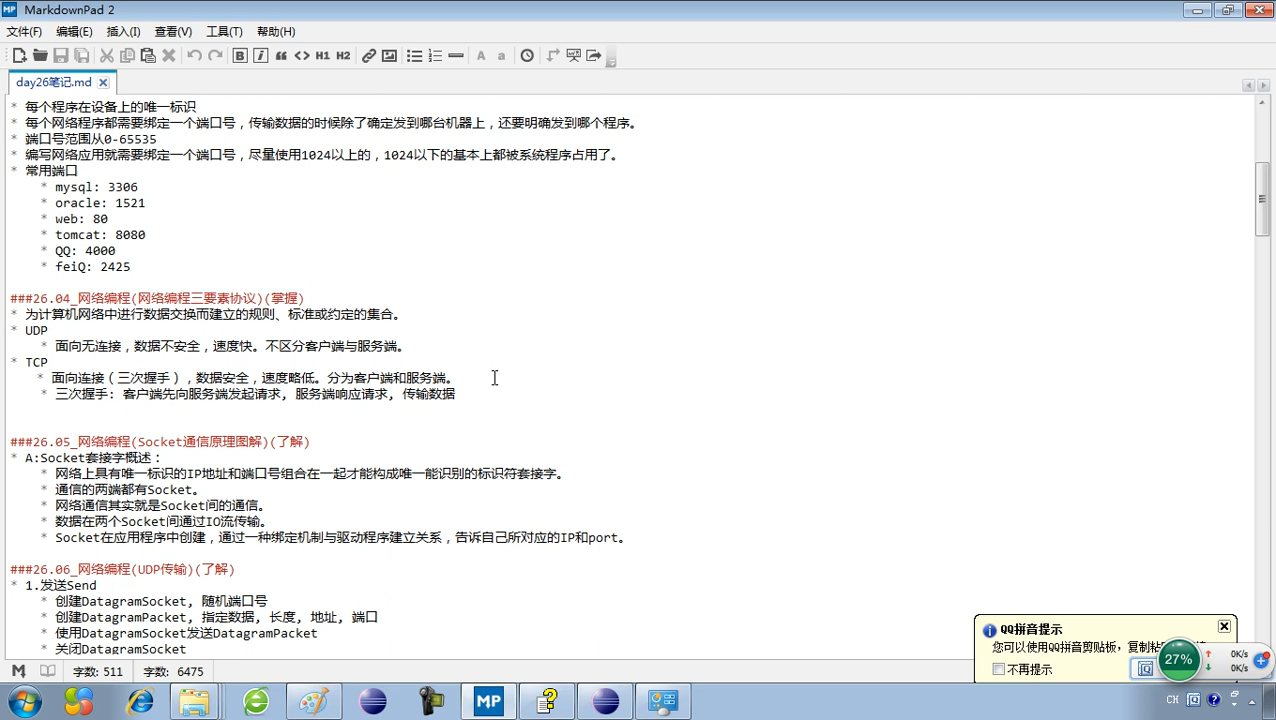 MarkdownPad 2
文件(F) 编辑(E) 插入(I) 查看(V) 工具(T) 帮助(H)
B i “ <> H1 H2 A a
day26笔记.md
* 每个程序在设备上的唯一标识
* 每个网络程序都需要绑定一个端口号，传输数据的时候除了确定发到哪台机器上，还要明确发到哪个程序。
* 端口号范围从0-65535
* 编写网络应用就需要绑定一个端口号，尽量使用1024以上的，1024以下的基本上都被系统程序占用了。
* 常用端口
* mysql: 3306
* oracle: 1521
* web: 80
* tomcat: 8080
* QQ: 4000
* feiQ: 2425
###26.04_网络编程(网络编程三要素协议)(掌握)
* 为计算机网络中进行数据交换而建立的规则、标准或约定的集合。
* UDP
* 面向无连接，数据不安全，速度快。不区分客户端与服务端。
* TCP
* 面向连接（三次握手），数据安全，速度略低。分为客户端和服务端。
* 三次握手: 客户端先向服务端发起请求, 服务端响应请求, 传输数据
###26.05_网络编程(Socket通信原理图解)(了解)
* A:Socket套接字概述：
* 网络上具有唯一标识的IP地址和端口号组合在一起才能构成唯一能识别的标识符套接字。
* 通信的两端都有Socket。
* 网络通信其实就是Socket间的通信。
* 数据在两个Socket间通过IO流传输。
* Socket在应用程序中创建，通过一种绑定机制与驱动程序建立关系，告诉自己所对应的IP和port。
###26.06_网络编程(UDP传输)(了解)
* 1.发送Send
* 创建DatagramSocket, 随机端口号
* 创建DatagramPacket, 指定数据, 长度, 地址, 端口
* 使用DatagramSocket发送DatagramPacket
* 关闭DatagramSocket
QQ拼音提示
您可以使用QQ拼音剪贴板，复制粘
不再提示
27%
0K/s
0K/s
字数: 511 字数: 6475
MP
CH